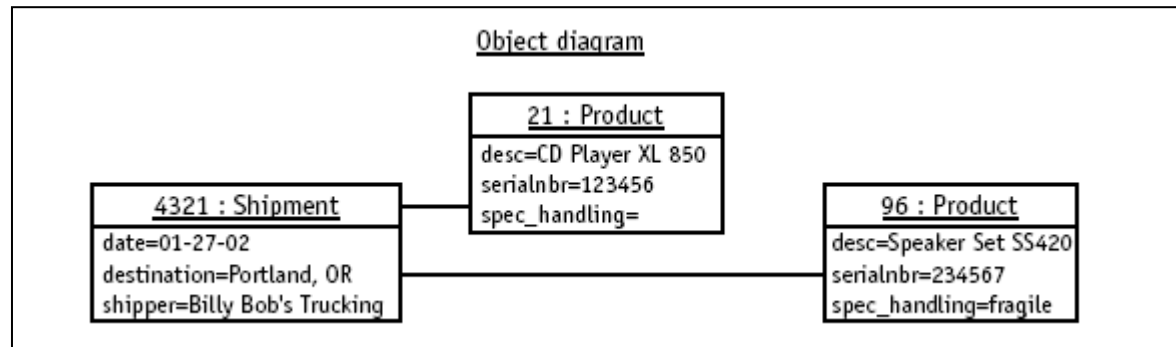 Object diagram
21 : Product
desc=CD Player XL 850
serialnbr=123456
spec_handling=
4321 : Shipment
date=01-27-02
destination=Portland, OR
shipper=Billy Bob's Trucking
96 : Product
desc=Speaker Set SS420
serialnbr=234567
spec_handling=fragile